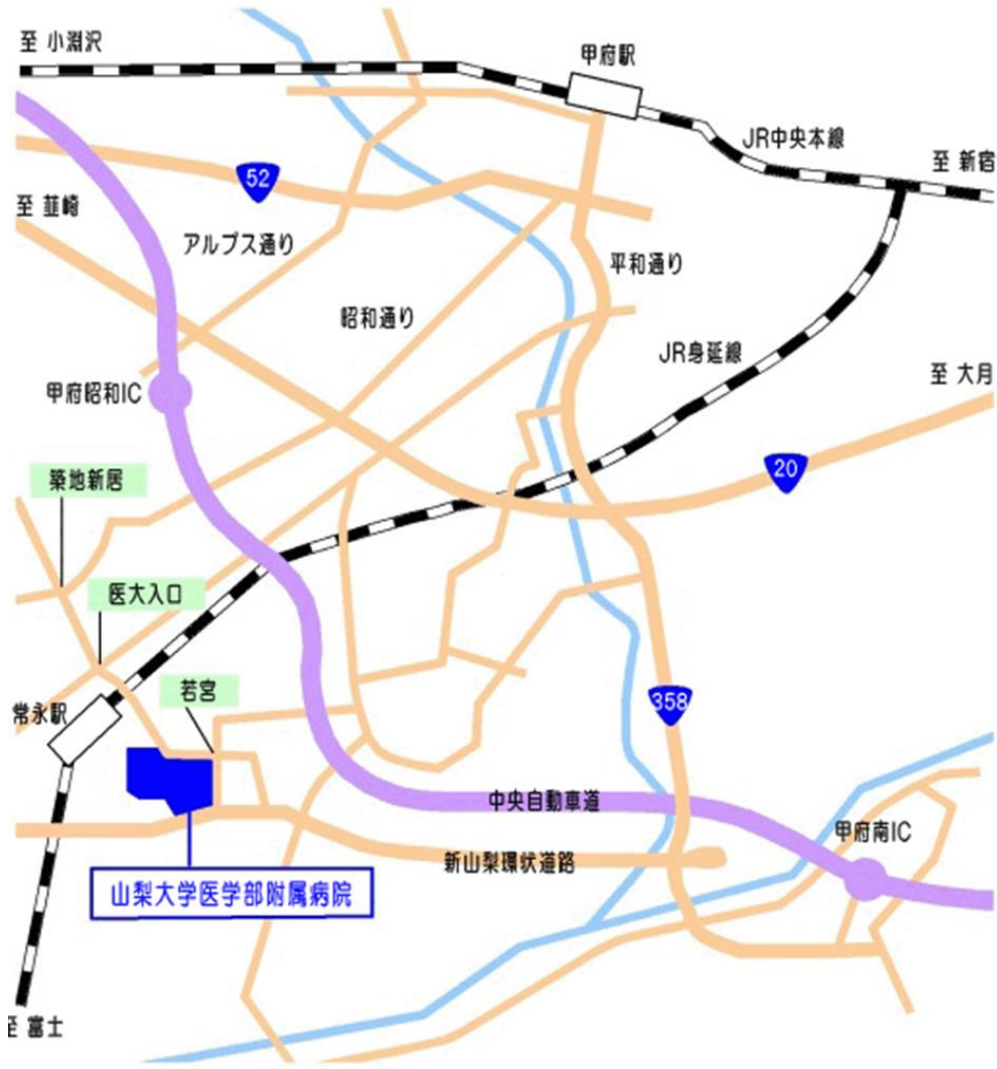 至 小淵沢
甲府駅
JR中央本線
至 新宿
52
至 韮崎
アルプス通り
平和通り
昭和通り
JR身延線
至 大月
甲府昭和IC
20
築地新居
医大入口
若宮
358
常永駅
中央自動車道
甲府南IC
新山梨環状道路
山梨大学医学部附属病院
至 富士